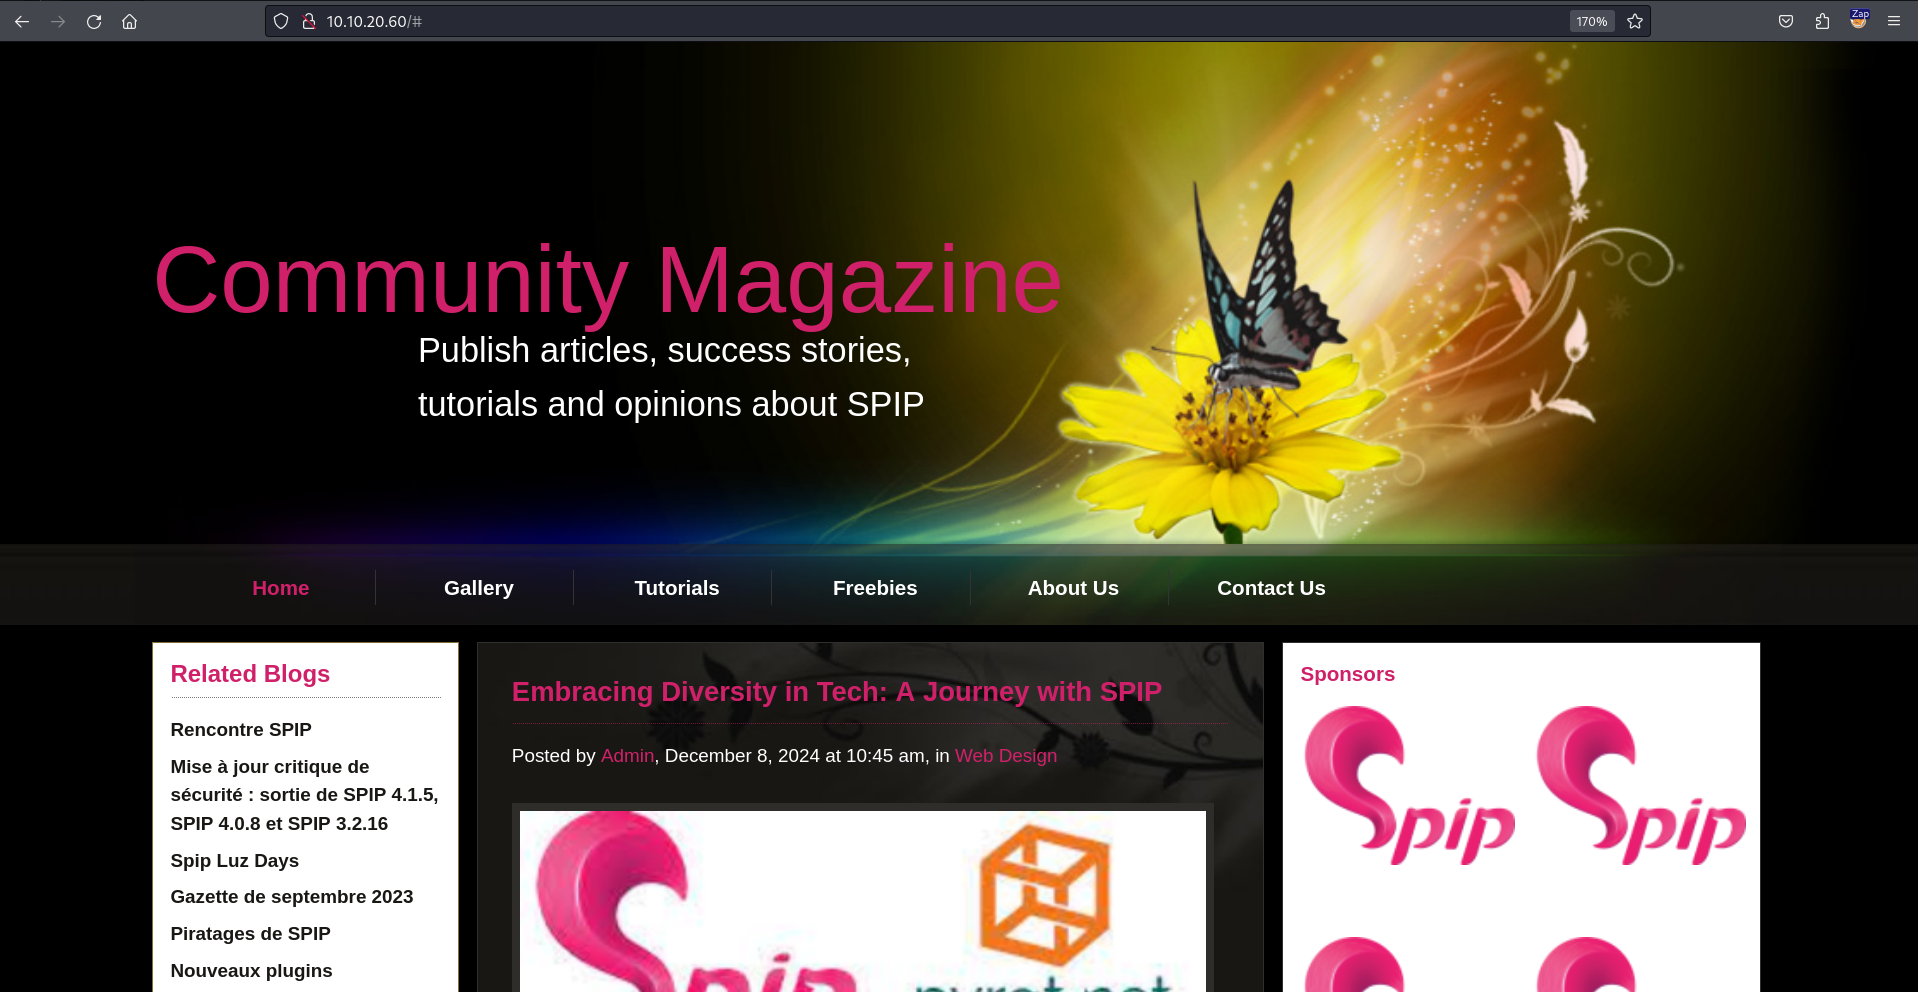 10.10.20.60/#
170%
Zap
Community Magazine
Publish articles, success stories,
tutorials and opinions about SPIP
Home
Gallery
Tutorials
Freebies
About Us
Contact Us
Related Blogs
Rencontre SPIP
Mise à jour critique de
sécurité : sortie de SPIP 4.1.5,
SPIP 4.0.8 et SPIP 3.2.16
Spip Luz Days
Gazette de septembre 2023
Piratages de SPIP
Nouveaux plugins
Embracing Diversity in Tech: A Journey with SPIP
Posted by Admin, December 8, 2024 at 10:45 am, in Web Design
Spip
Sponsors
Spip
Spip